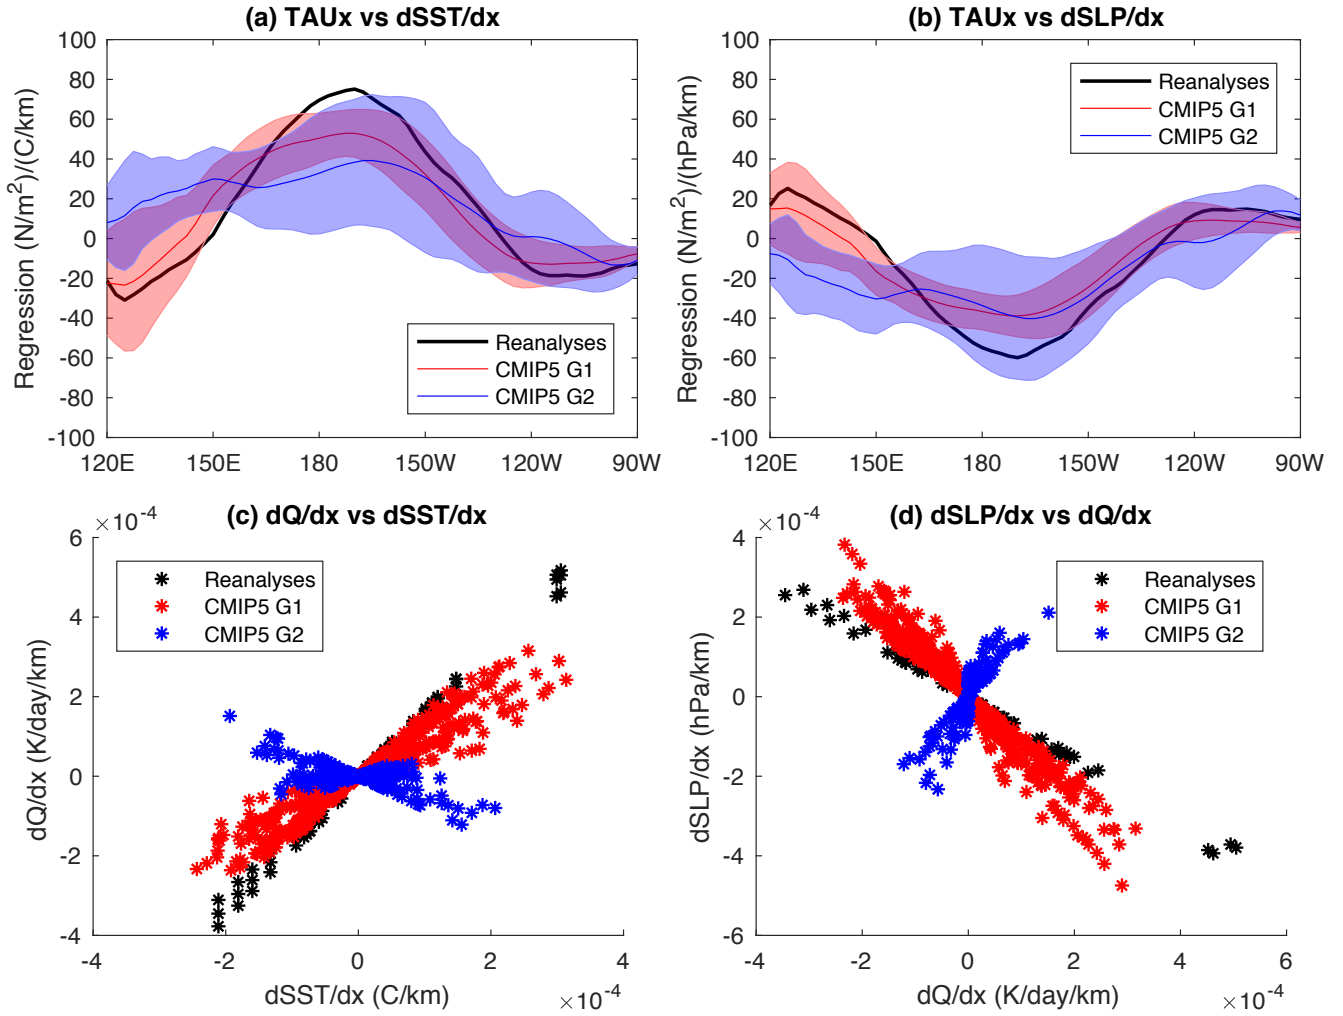 (a) TAUx vs dSST/dx
Regression (N/m²)/(C/km)
100
80
60
40
20
0
-20
-40
-60
-80
-100
120E 150E 180 150W 120W 90W
Reanalyses
CMIP5 G1
CMIP5 G2
(b) TAUx vs dSLP/dx
Regression (N/m²)/(hPa/km)
100
80
60
40
20
0
-20
-40
-60
-80
-100
120E 150E 180 150W 120W 90W
Reanalyses
CMIP5 G1
CMIP5 G2
(c) dQ/dx vs dSST/dx
×10⁻⁴
dQ/dx (K/day/km)
6
4
2
0
-2
-4
-4 -2 0 2 4
dSST/dx (C/km)
×10⁻⁴
Reanalyses
CMIP5 G1
CMIP5 G2
(d) dSLP/dx vs dQ/dx
×10⁻⁴
dSLP/dx (hPa/km)
4
2
0
-2
-4
-6
-4 -2 0 2 4 6
dQ/dx (K/day/km)
×10⁻⁴
Reanalyses
CMIP5 G1
CMIP5 G2